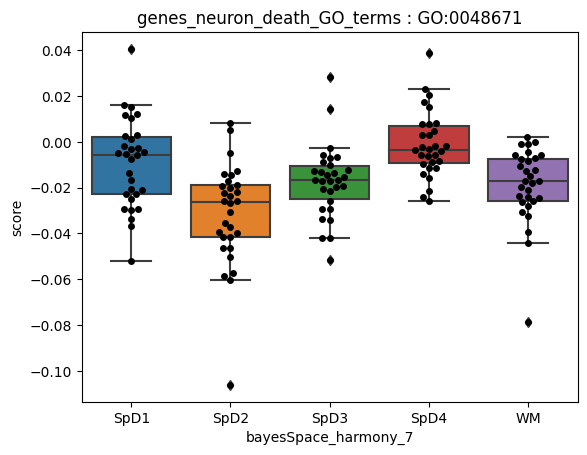 genes_neuron_death_GO_terms : GO:0048671
0.04
0.02
0.00
−0.02
−0.04
−0.06
−0.08
−0.10
score
SpD1 SpD2 SpD3 SpD4 WM
bayesSpace_harmony_7